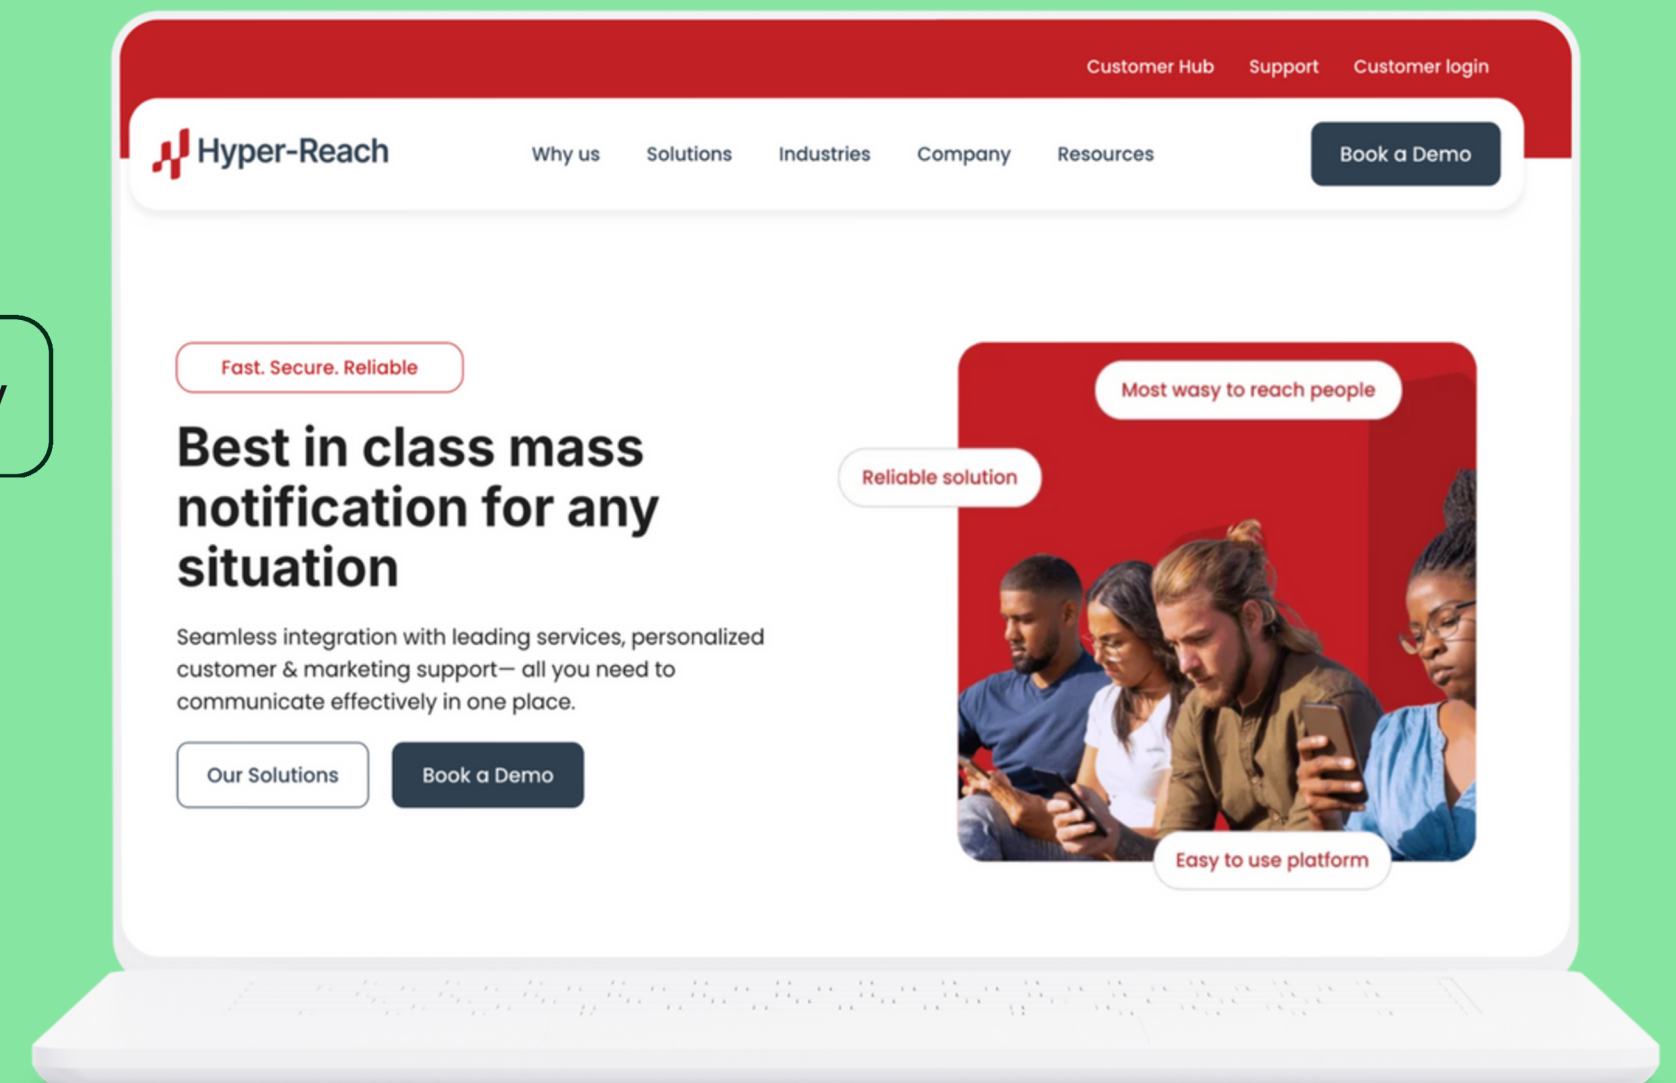 Customer Hub Support Customer login
Hyper-Reach Why us Solutions Industries Company Resources Book a Demo
Fast. Secure. Reliable
Best in class mass
notification for any
situation
Seamless integration with leading services, personalized
customer & marketing support— all you need to
communicate effectively in one place.
Our Solutions Book a Demo
Most wasy to reach people
Reliable solution
Easy to use platform